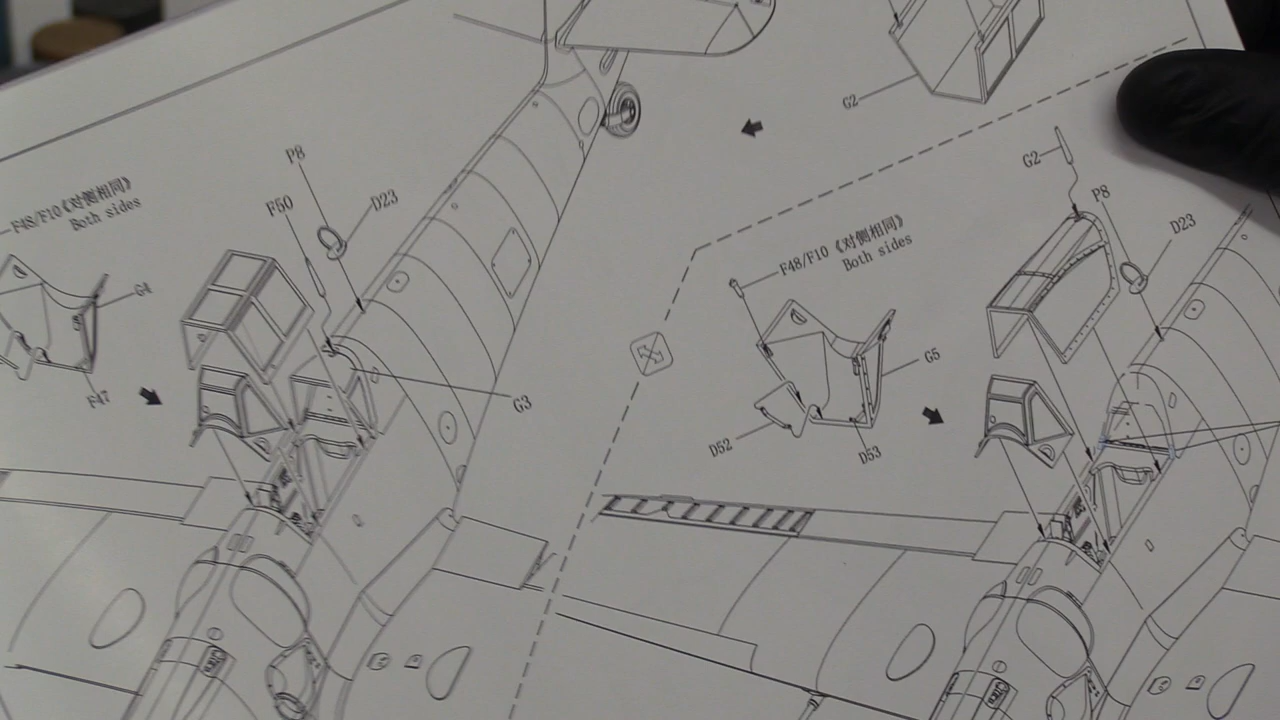 G2
P8
F50
D23
F48/F10《对侧相同》
Both sides
G4
F47
G3
G2
P8
D23
F48/F10《对侧相同》
Both sides
G5
D52
D53